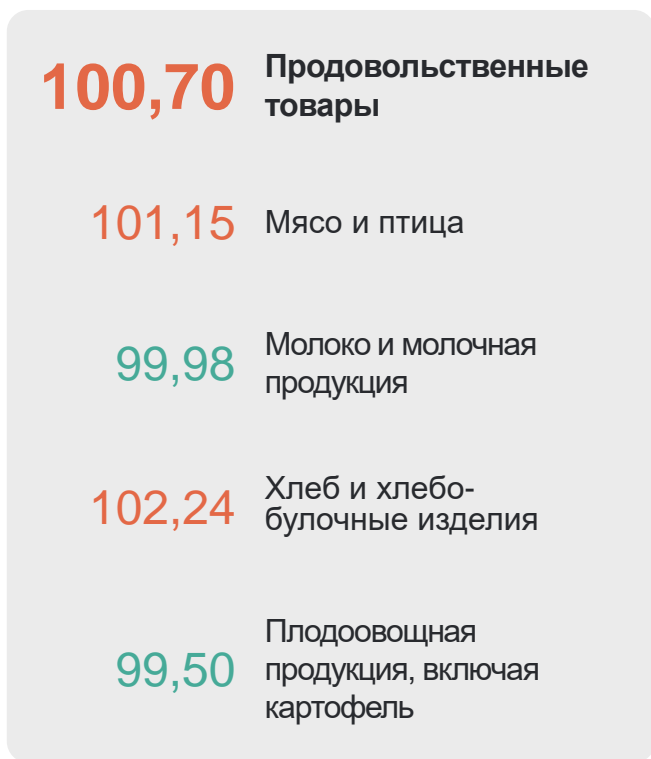 100,70 Продовольственные
товары
101,15 Мясо и птица
99,98 Молоко и молочная
продукция
102,24 Хлеб и хлебо-
булочные изделия
99,50 Плодоовощная
продукция, включая
картофель